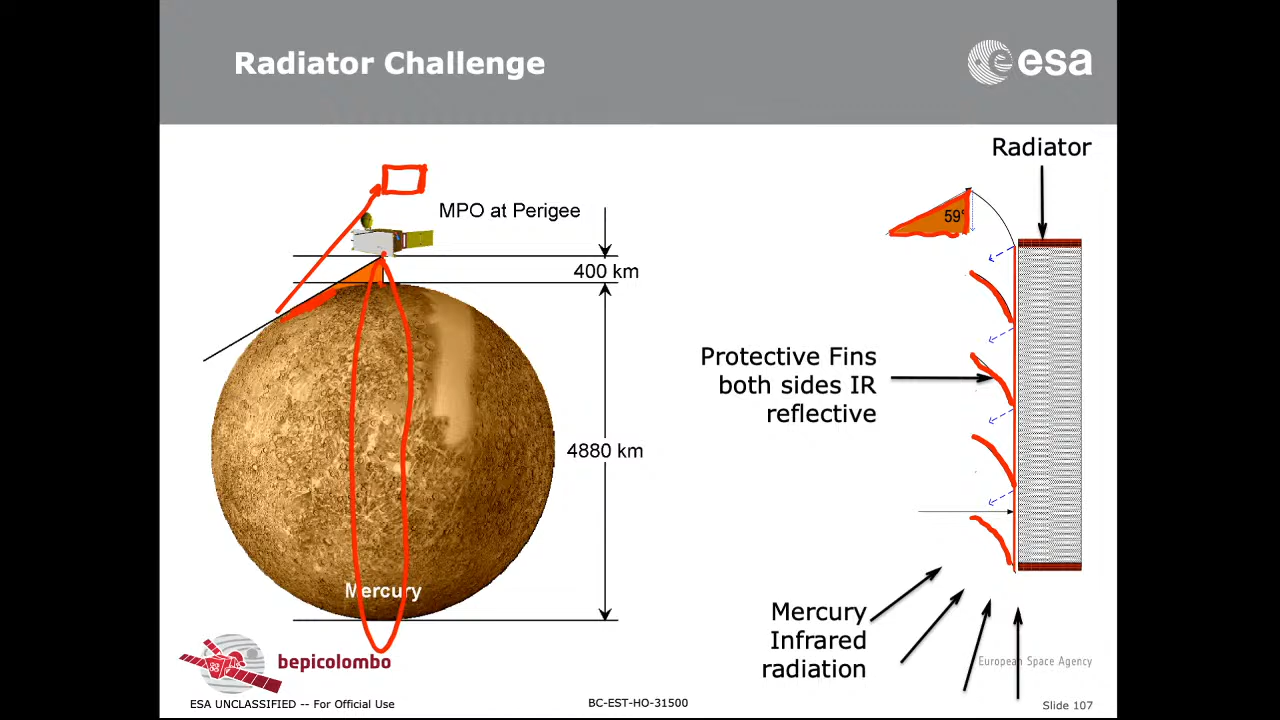 Radiator Challenge
esa
Radiator
MPO at Perigee
59°
400 km
Protective Fins
both sides IR
reflective
4880 km
Mercury
Mercury
Infrared
radiation
bepicolombo
European Space Agency
ESA UNCLASSIFIED -- For Official Use
BC-EST-HO-31500
Slide 107